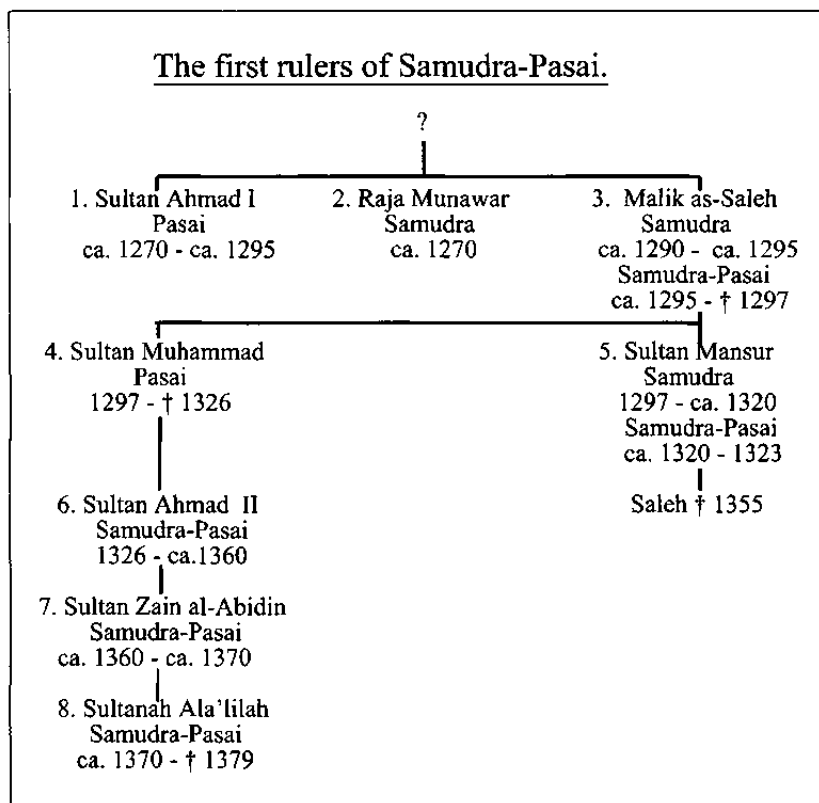 The first rulers of Samudra-Pasai.
?
1. Sultan Ahmad I
Pasai
ca. 1270 - ca. 1295
2. Raja Munawar
Samudra
ca. 1270
3. Malik as-Saleh
Samudra
ca. 1290 - ca. 1295
Samudra-Pasai
ca. 1295 - † 1297
4. Sultan Muhammad
Pasai
1297 - † 1326
5. Sultan Mansur
Samudra
1297 - ca. 1320
Samudra-Pasai
ca. 1320 - 1323
Saleh † 1355
6. Sultan Ahmad II
Samudra-Pasai
1326 - ca.1360
7. Sultan Zain al-Abidin
Samudra-Pasai
ca. 1360 - ca. 1370
8. Sultanah Ala'lilah
Samudra-Pasai
ca. 1370 - † 1379